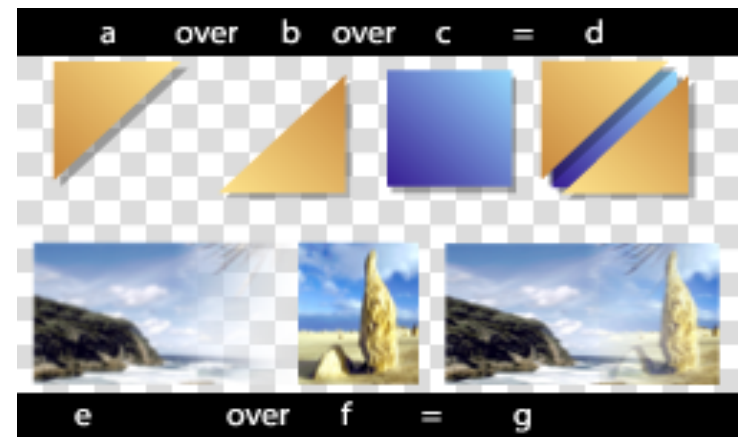 a over b over c = d
e over f = g